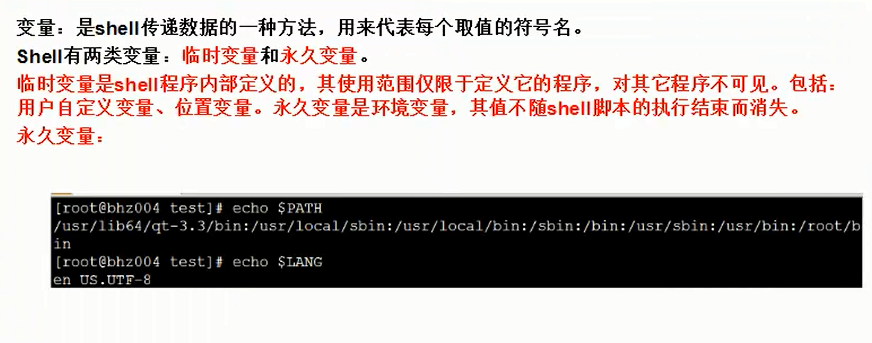 变量：是shell传递数据的一种方法，用来代表每个取值的符号名。
Shell有两类变量：临时变量和永久变量。
临时变量是shell程序内部定义的，其使用范围仅限于定义它的程序，对其它程序不可见。包括：
用户自定义变量、位置变量。永久变量是环境变量，其值不随shell脚本的执行结束而消失。
永久变量：
[root@bhz004 test]# echo $PATH
/usr/lib64/qt-3.3/bin:/usr/local/sbin:/usr/local/bin:/sbin:/bin:/usr/sbin:/usr/bin:/root/b
in
[root@bhz004 test]# echo $LANG
en US.UTF-8